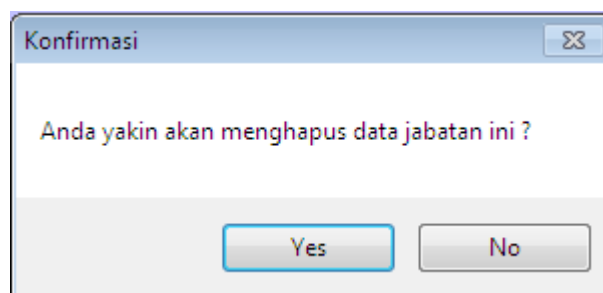 Konfirmasi
Anda yakin akan menghapus data jabatan ini ?
Yes
No